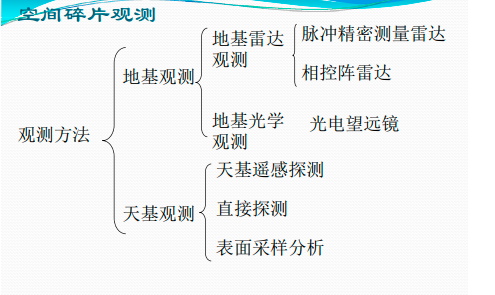 空间碎片观测
观测方法
地基观测
地基雷达
观测
脉冲精密测量雷达
相控阵雷达
地基光学
观测
光电望远镜
天基观测
天基遥感探测
直接探测
表面采样分析